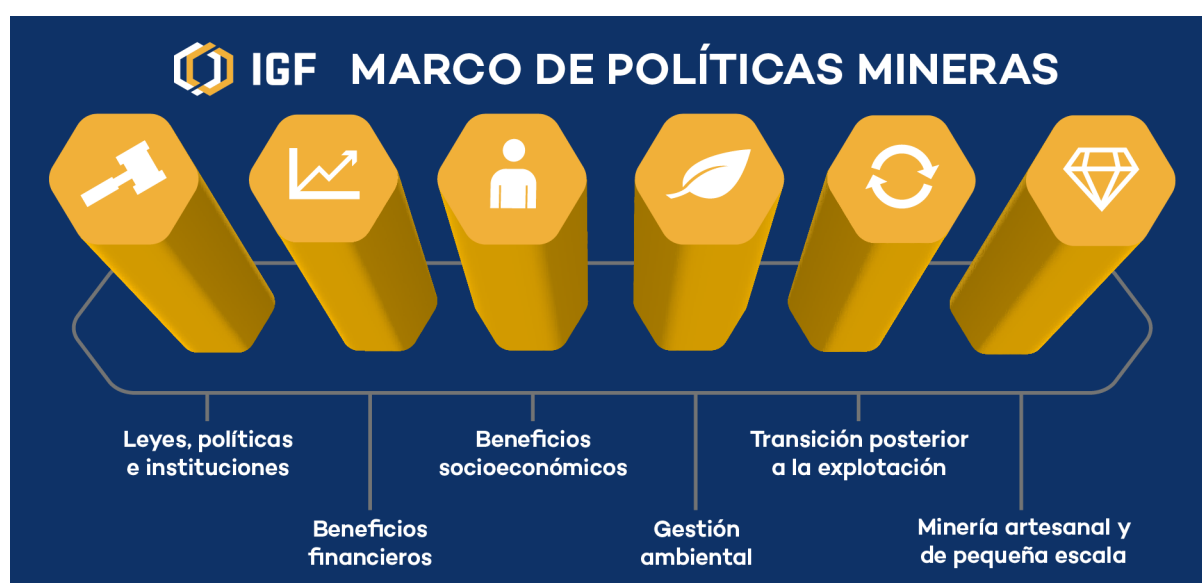 IGF MARCO DE POLÍTICAS MINERAS
Leyes, políticas
e instituciones
Beneficios
financieros
Beneficios
socioeconómicos
Gestión
ambiental
Transición posterior
a la explotación
Minería artesanal y
de pequeña escala